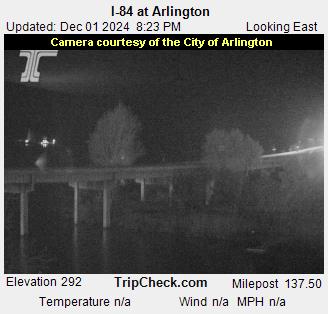 I-84 at Arlington
Updated: Dec 01 2024 8:23 PM Looking East
Camera courtesy of the City of Arlington
Elevation 292 TripCheck.com Milepost 137.50
Temperature n/a Wind n/a MPH n/a